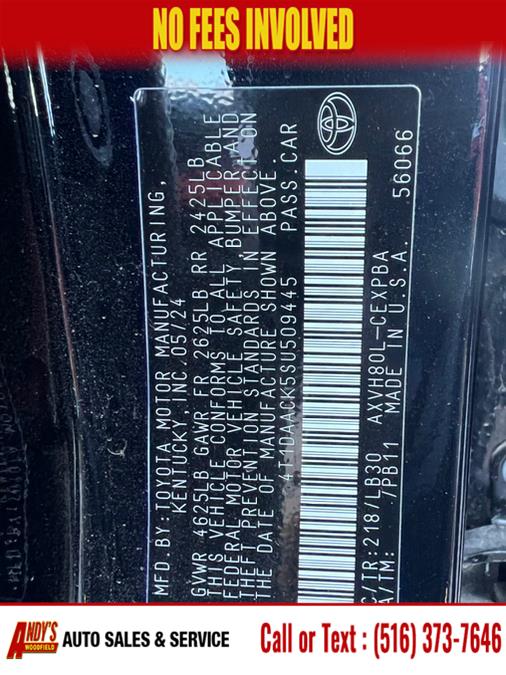 NO FEES INVOLVED
MFD. BY: TOYOTA MOTOR MANUFACTURING,
KENTUCKY, INC. 05/24
GVWR 4625LB GAWR FR 2625LB RR 2425LB
THIS VEHICLE CONFORMS TO ALL APPLICABLE
FEDERAL MOTOR VEHICLE SAFETY, BUMPER AND
THEFT PREVENTION STANDARDS IN EFFECT ON
THE DATE OF MANUFACTURE SHOWN ABOVE.
4T1DAACK5SU509445 PASS. CAR
C/TR: 218/LB30 AXVH80L-CEXPBA
A/TM: 7PB11 MADE IN U.S.A. 56066
ANDY'S
WOODFIELD
AUTO SALES & SERVICE
Call or Text : (516) 373-7646